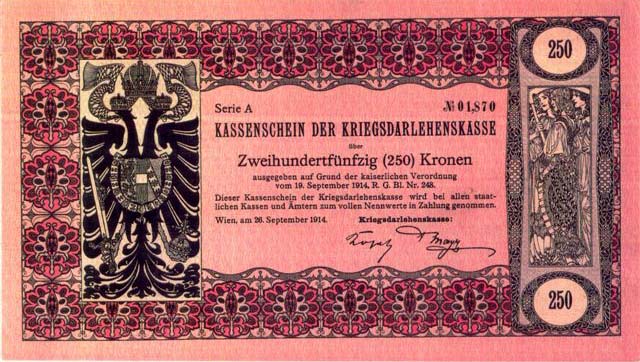 250
Serie A № 01,870
KASSENSCHEIN DER KRIEGSDARLEHENSKASSE
über
Zweihundertfünfzig (250) Kronen
ausgegeben auf Grund der kaiserlichen Verordnung
vom 19. September 1914, R. G. Bl. Nr. 248.
Dieser Kassenschein der Kriegsdarlehenskasse wird bei allen staat-
lichen Kassen und Ämtern zum vollen Nennwerte in Zahlung genommen.
Wien, am 26. September 1914. Kriegsdarlehenskasse:
250